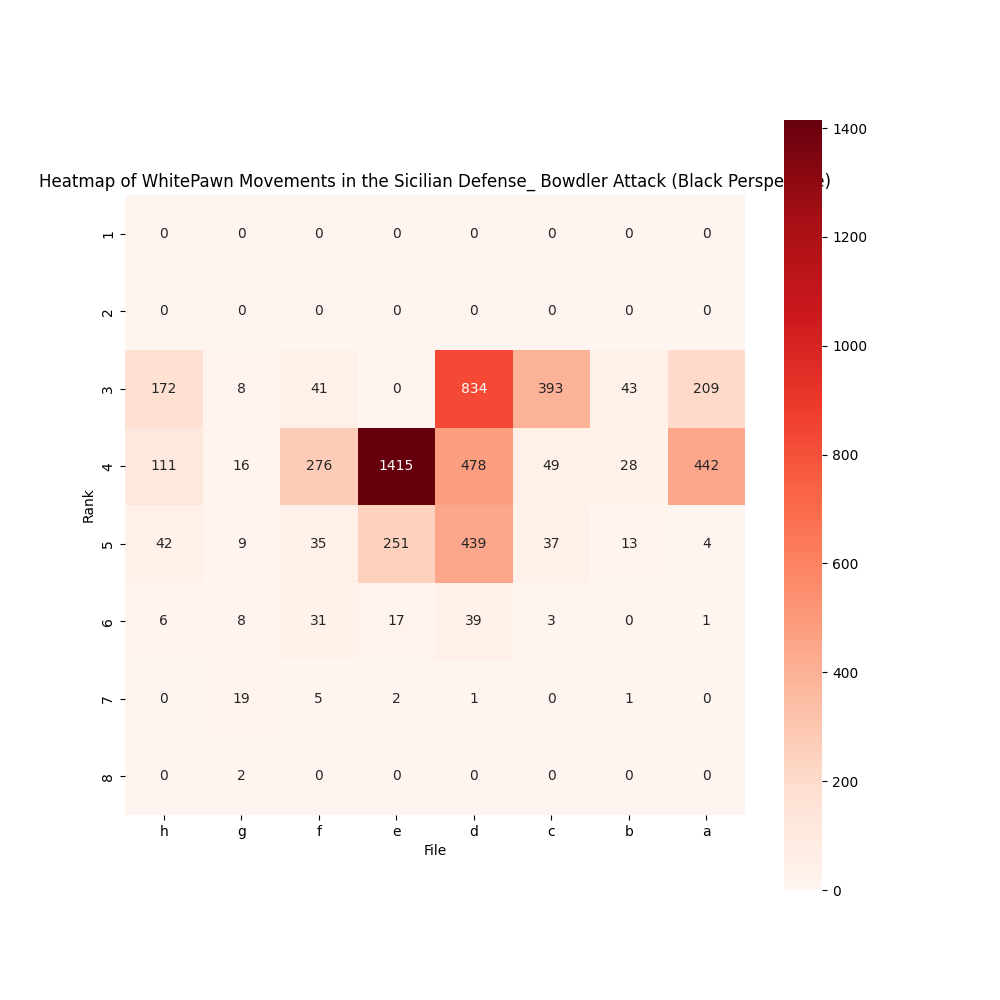 Heatmap of WhitePawn Movements in the Sicilian Defense_ Bowdler Attack (Black Perspe e)
1400
1200
1000
800
600
400
200
0
Rank
1 0 0 0 0 0 0 0 0
2 0 0 0 0 0 0 0 0
3 172 8 41 0 834 393 43 209
4 111 16 276 1415 478 49 28 442
5 42 9 35 251 439 37 13 4
6 6 8 31 17 39 3 0 1
7 0 19 5 2 1 0 1 0
8 0 2 0 0 0 0 0 0
h g f e d c b a
File